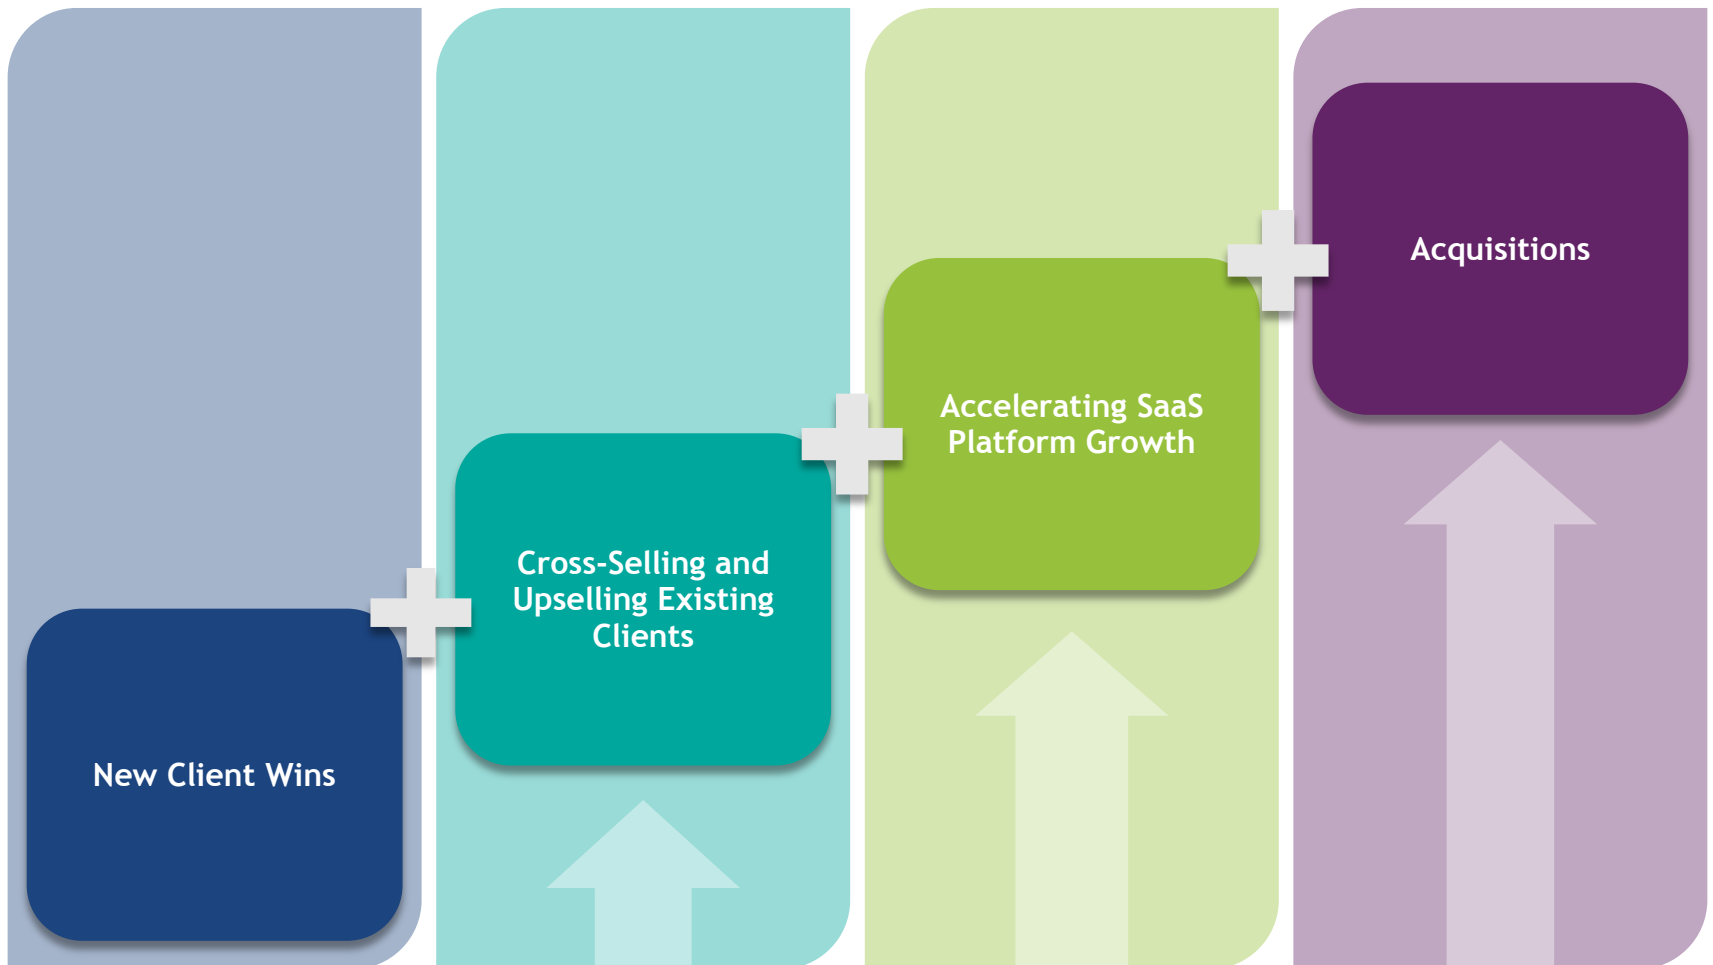 New Client Wins
Cross-Selling and
Upselling Existing
Clients
Accelerating SaaS
Platform Growth
Acquisitions